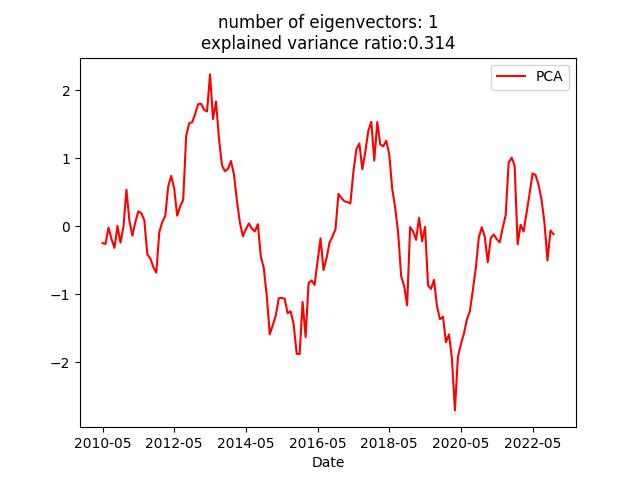 number of eigenvectors: 1
explained variance ratio:0.314
PCA
2
1
0
−1
−2
2010-05 2012-05 2014-05 2016-05 2018-05 2020-05 2022-05
Date